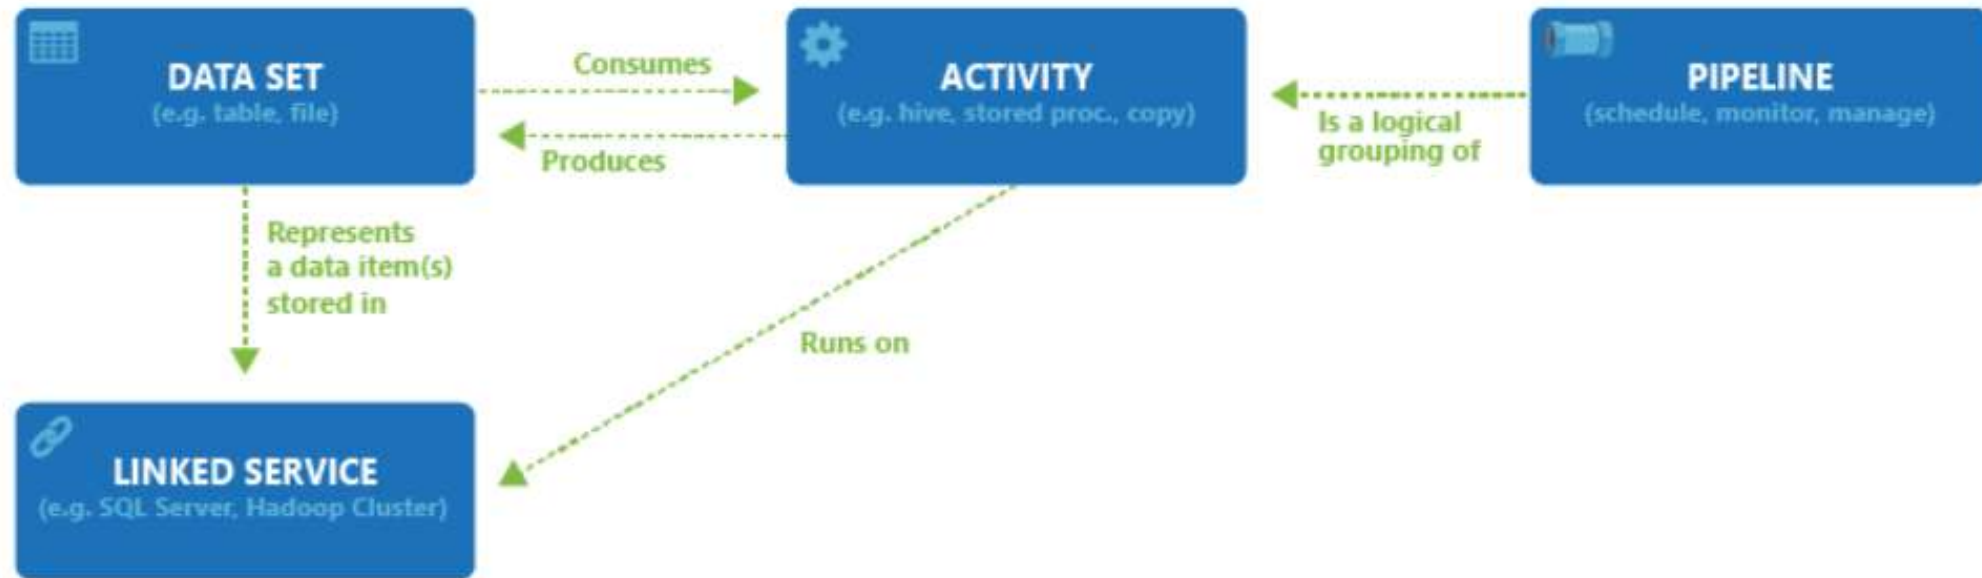 DATA SET
(e.g. table, file)
Consumes
Produces
ACTIVITY
(e.g. hive, stored proc., copy)
Is a logical
grouping of
PIPELINE
(schedule, monitor, manage)
Represents
a data item(s)
stored in
Runs on
LINKED SERVICE
(e.g. SQL Server, Hadoop Cluster)